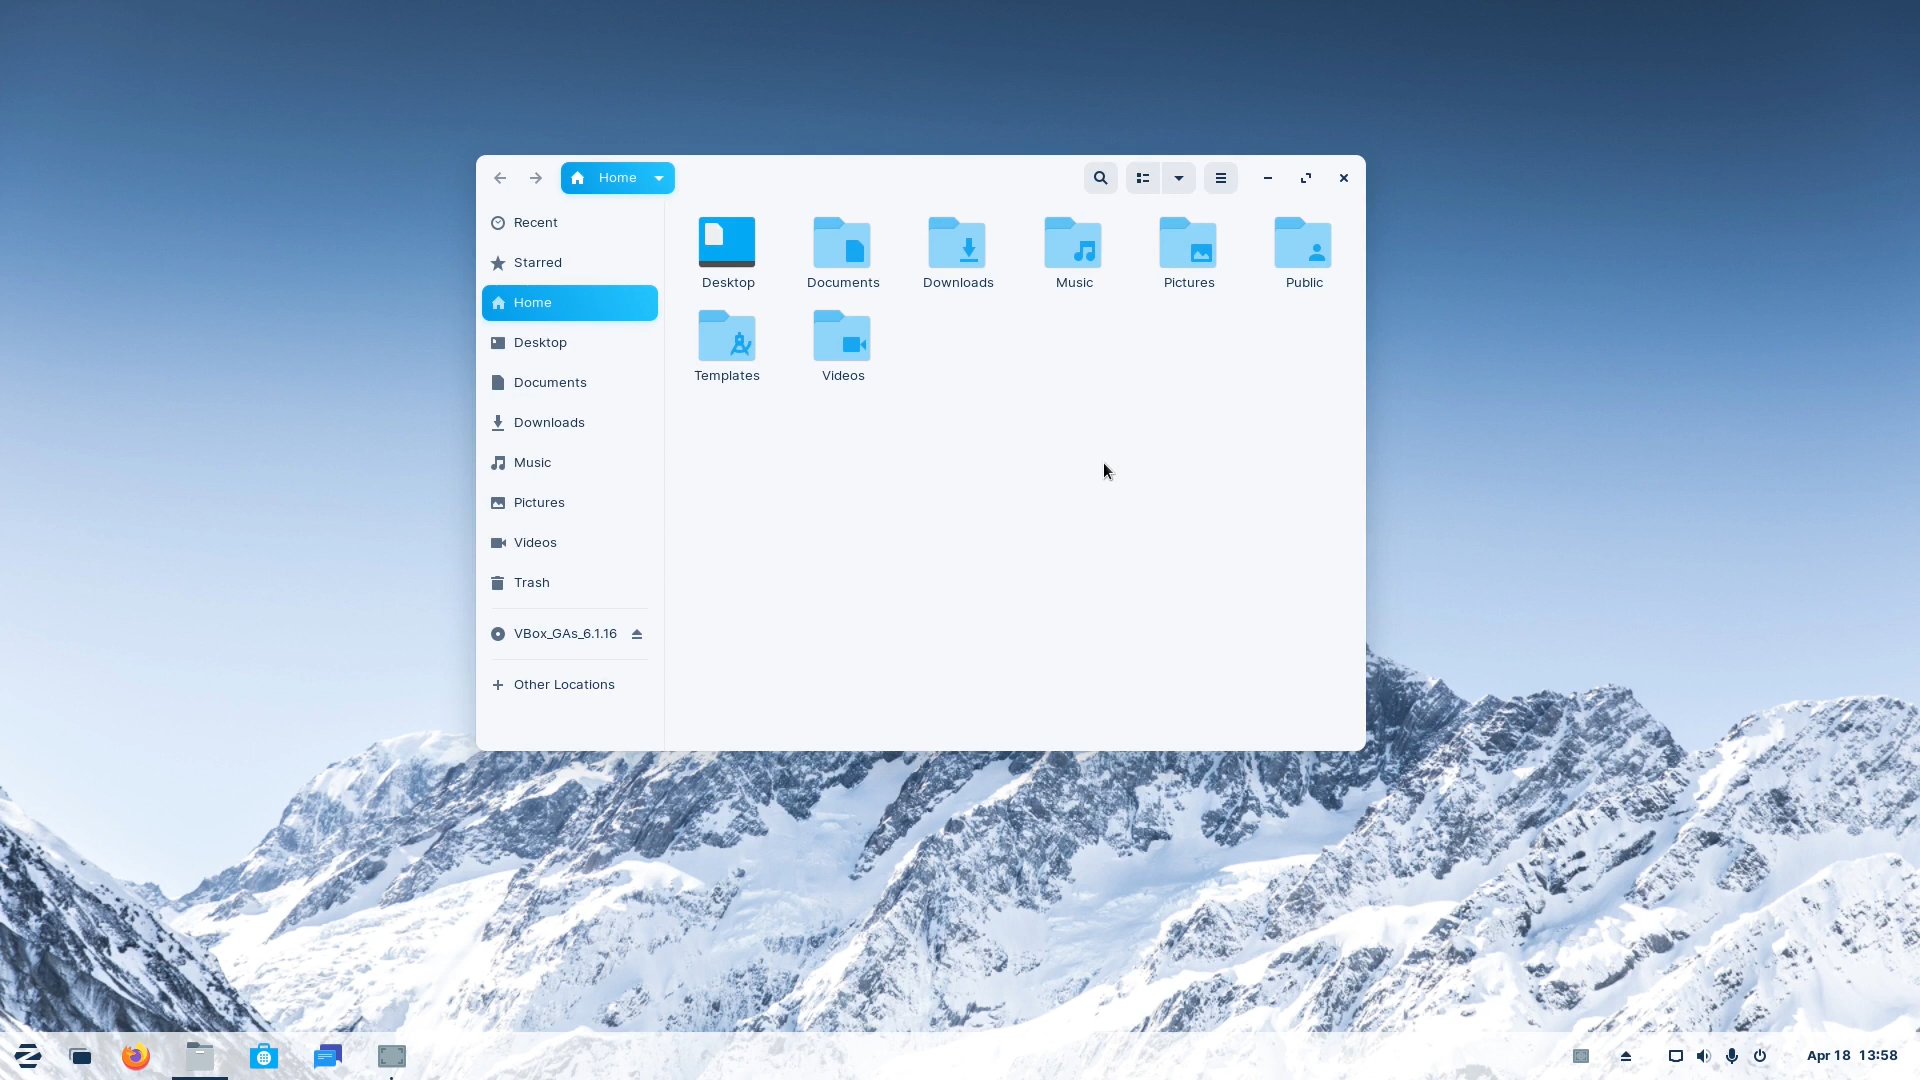 Home
Recent
Starred
Home
Desktop
Documents
Downloads
Music
Pictures
Videos
Trash
VBox_GAs_6.1.16
Other Locations
Desktop
Documents
Downloads
Music
Pictures
Public
Templates
Videos
Apr 18 13:58